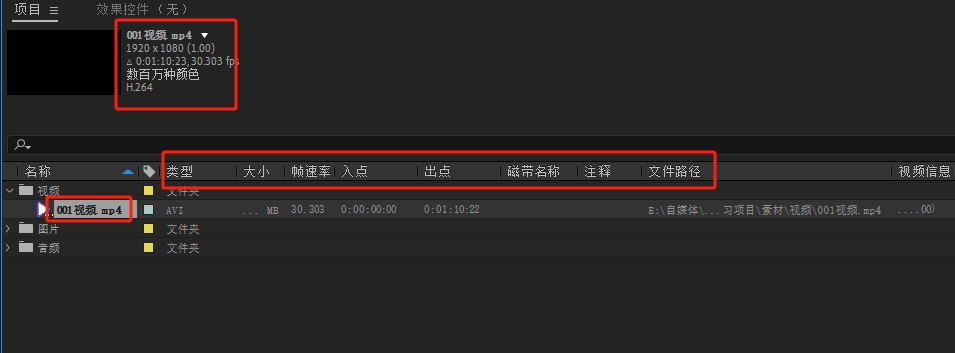 项目 效果控件（无）
001视频.mp4
1920 x 1080 (1.00)
△ 0:01:10:23, 30.303 fps
数百万种颜色
H.264
名称 类型 大小 帧速率 入点 出点 磁带名称 注释 文件路径 视频信息
视频 文件夹
001视频.mp4 AVI ... MB 30.303 0:00:00:00 0:01:10:22 E:\自媒体\...习项目\素材\视频\001视频.mp4 ....00)
图片 文件夹
音频 文件夹